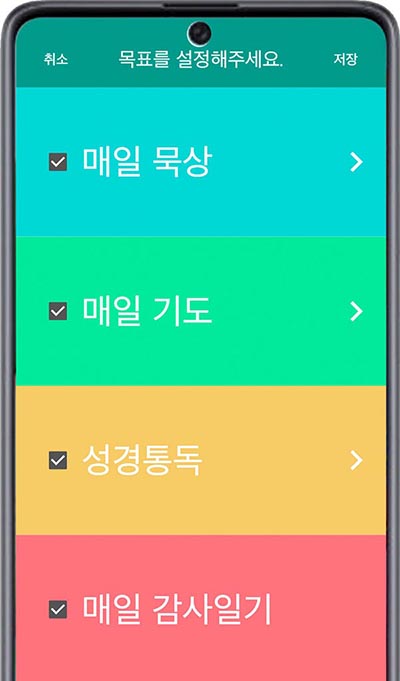 취소
목표를 설정해주세요.
저장
매일 묵상
매일 기도
성경통독
매일 감사일기